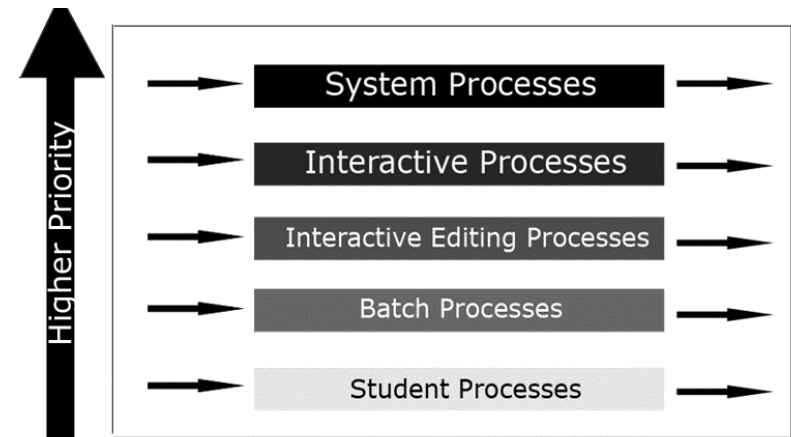 Higher Priority
System Processes
Interactive Processes
Interactive Editing Processes
Batch Processes
Student Processes